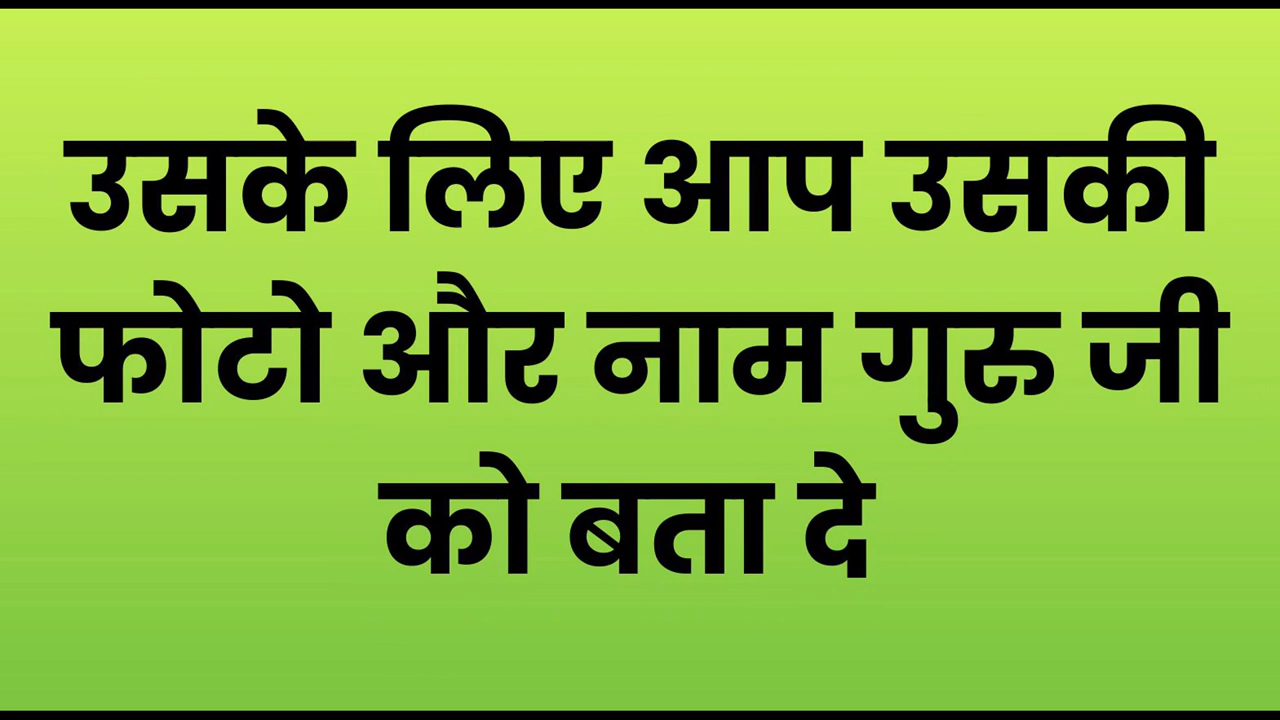 उसके लिए आप उसकी
फोटो और नाम गुरु जी
को बता दे